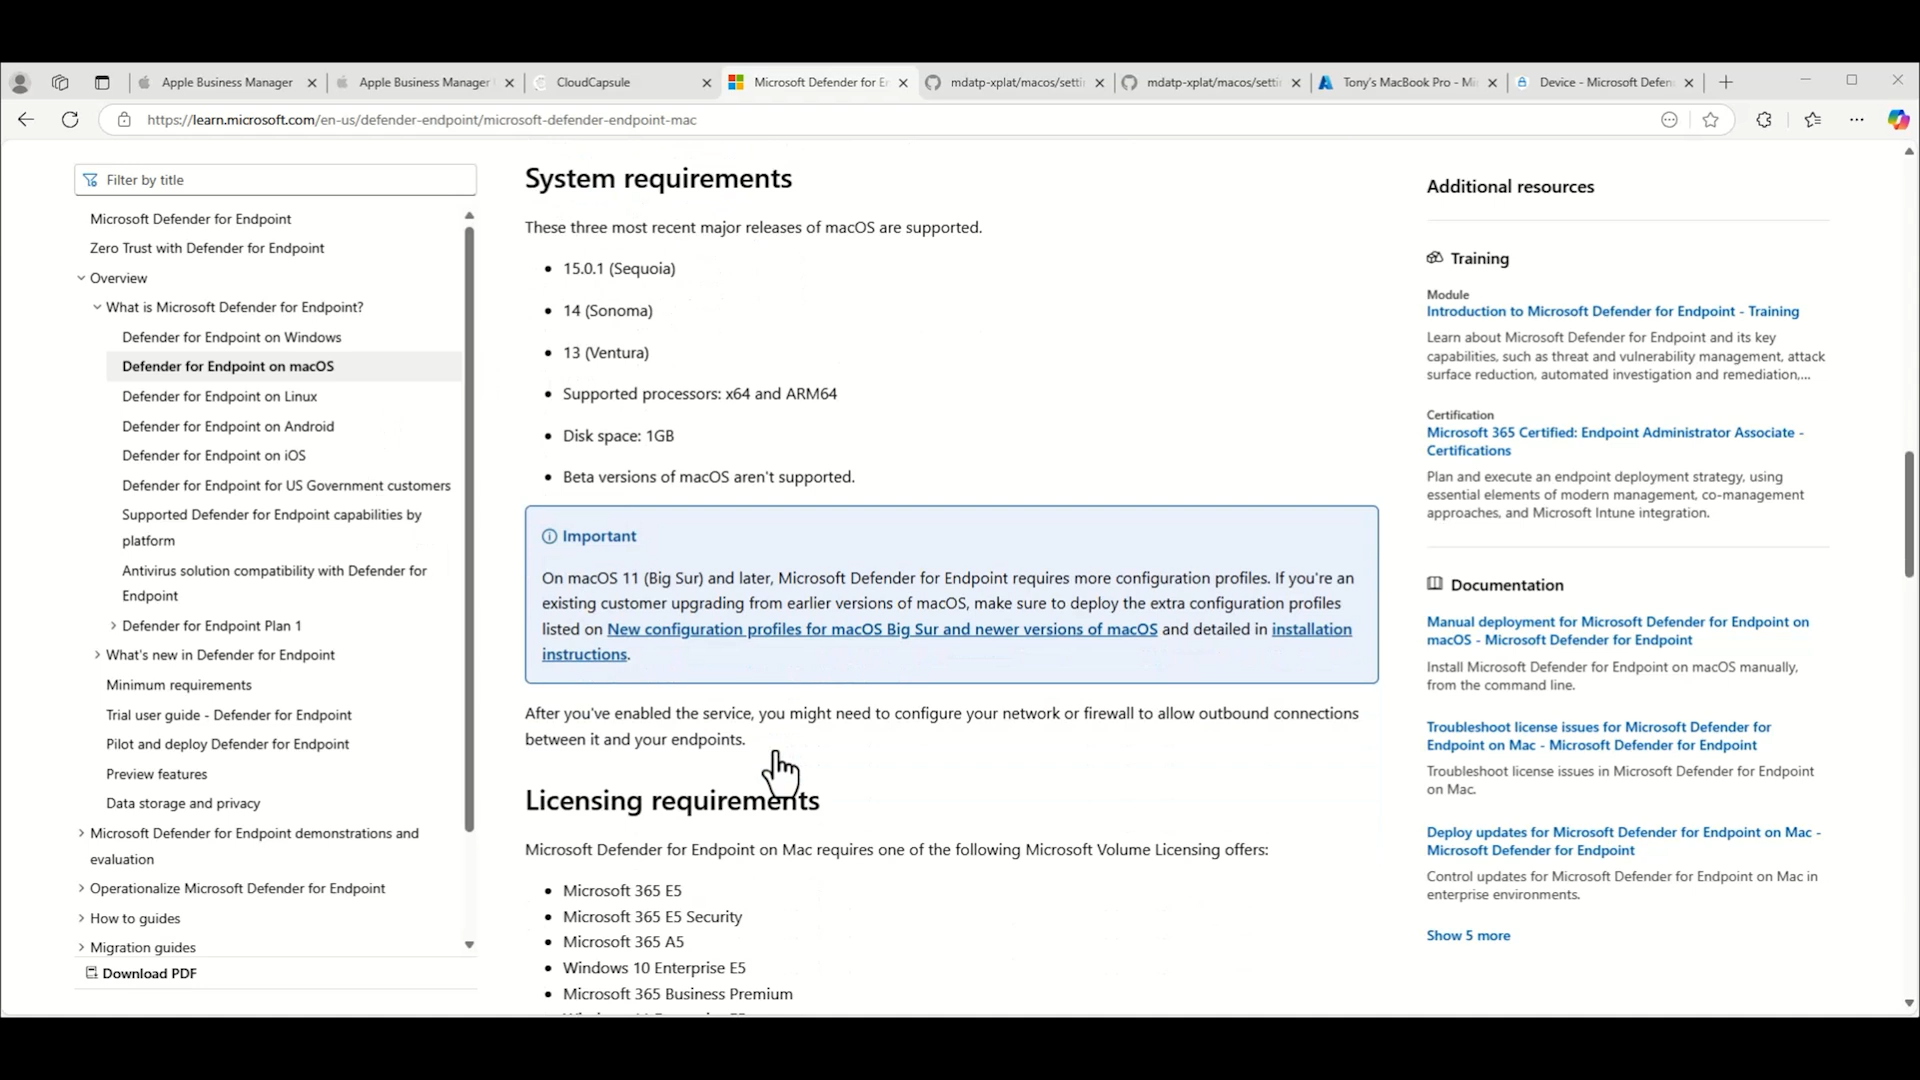 Apple Business Manager
Apple Business Manager
CloudCapsule
Microsoft Defender for E
mdatp-xplat/macos/setti
mdatp-xplat/macos/setti
Tony's MacBook Pro - Mi
Device - Microsoft Defen
https://learn.microsoft.com/en-us/defender-endpoint/microsoft-defender-endpoint-mac
Filter by title
Microsoft Defender for Endpoint
Zero Trust with Defender for Endpoint
Overview
What is Microsoft Defender for Endpoint?
Defender for Endpoint on Windows
Defender for Endpoint on macOS
Defender for Endpoint on Linux
Defender for Endpoint on Android
Defender for Endpoint on iOS
Defender for Endpoint for US Government customers
Supported Defender for Endpoint capabilities by
platform
Antivirus solution compatibility with Defender for
Endpoint
Defender for Endpoint Plan 1
What's new in Defender for Endpoint
Minimum requirements
Trial user guide - Defender for Endpoint
Pilot and deploy Defender for Endpoint
Preview features
Data storage and privacy
Microsoft Defender for Endpoint demonstrations and
evaluation
Operationalize Microsoft Defender for Endpoint
How to guides
Migration guides
Download PDF
System requirements
These three most recent major releases of macOS are supported.
• 15.0.1 (Sequoia)
• 14 (Sonoma)
• 13 (Ventura)
• Supported processors: x64 and ARM64
• Disk space: 1GB
• Beta versions of macOS aren't supported.
Important
On macOS 11 (Big Sur) and later, Microsoft Defender for Endpoint requires more configuration profiles. If you're an
existing customer upgrading from earlier versions of macOS, make sure to deploy the extra configuration profiles
listed on New configuration profiles for macOS Big Sur and newer versions of macOS and detailed in installation
instructions.
After you've enabled the service, you might need to configure your network or firewall to allow outbound connections
between it and your endpoints.
Licensing requirements
Microsoft Defender for Endpoint on Mac requires one of the following Microsoft Volume Licensing offers:
• Microsoft 365 E5
• Microsoft 365 E5 Security
• Microsoft 365 A5
• Windows 10 Enterprise E5
• Microsoft 365 Business Premium
Additional resources
Training
Module
Introduction to Microsoft Defender for Endpoint - Training
Learn about Microsoft Defender for Endpoint and its key
capabilities, such as threat and vulnerability management, attack
surface reduction, automated investigation and remediation,...
Certification
Microsoft 365 Certified: Endpoint Administrator Associate -
Certifications
Plan and execute an endpoint deployment strategy, using
essential elements of modern management, co-management
approaches, and Microsoft Intune integration.
Documentation
Manual deployment for Microsoft Defender for Endpoint on
macOS - Microsoft Defender for Endpoint
Install Microsoft Defender for Endpoint on macOS manually,
from the command line.
Troubleshoot license issues for Microsoft Defender for
Endpoint on Mac - Microsoft Defender for Endpoint
Troubleshoot license issues in Microsoft Defender for Endpoint
on Mac.
Deploy updates for Microsoft Defender for Endpoint on Mac -
Microsoft Defender for Endpoint
Control updates for Microsoft Defender for Endpoint on Mac in
enterprise environments.
Show 5 more